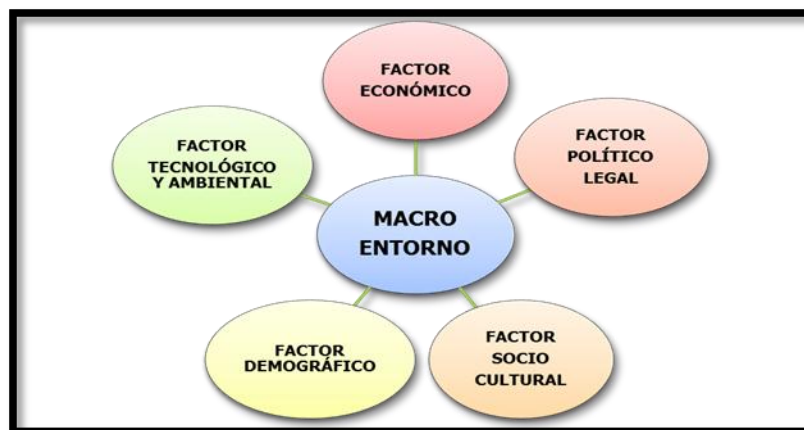 FACTOR
ECONÓMICO
FACTOR
POLÍTICO
LEGAL
FACTOR
TECNOLÓGICO
Y AMBIENTAL
MACRO
ENTORNO
FACTOR
DEMOGRÁFICO
FACTOR
SOCIO
CULTURAL